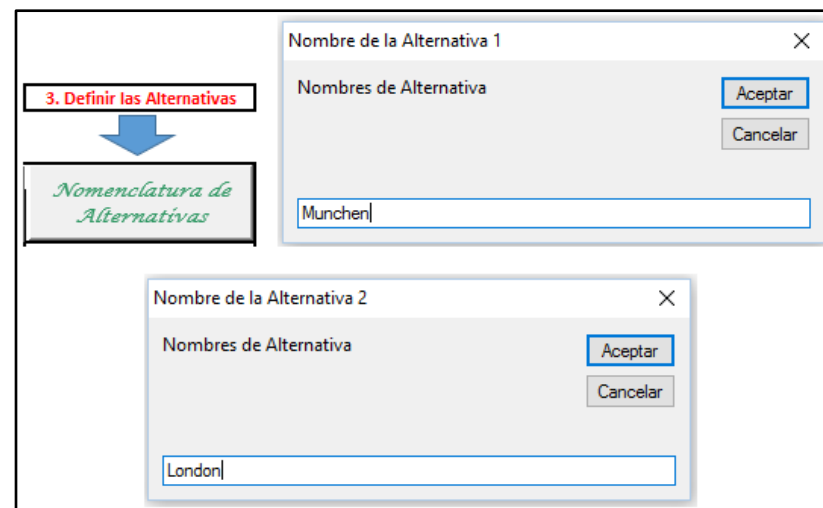 3. Definir las Alternativas
Nomenclatura de
Alternativas
Nombre de la Alternativa 1
Nombres de Alternativa
Aceptar
Cancelar
Munchen
Nombre de la Alternativa 2
Nombres de Alternativa
Aceptar
Cancelar
London